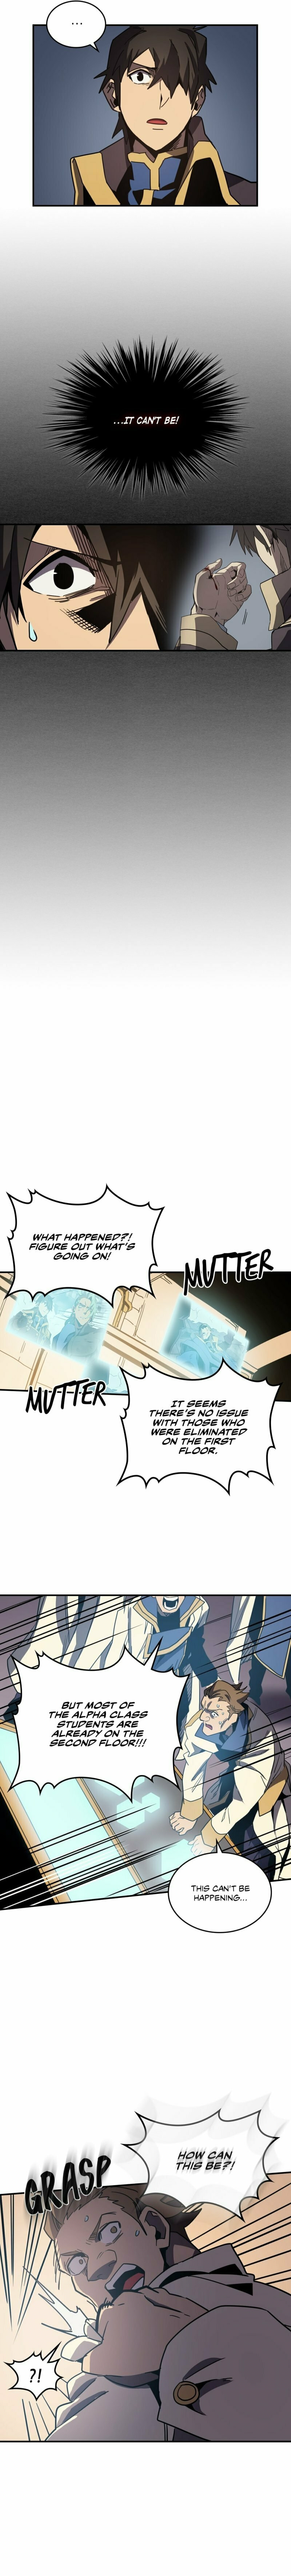 ...
...IT CAN'T BE!
WHAT HAPPENED?!
FIGURE OUT WHAT'S
GOING ON!
MUTTER
MUTTER
IT SEEMS
THERE'S NO ISSUE
WITH THOSE WHO
WERE ELIMINATED
ON THE FIRST
FLOOR.
BUT MOST OF
THE ALPHA CLASS
STUDENTS ARE
ALREADY ON THE
SECOND FLOOR!!!
THIS CAN'T BE
HAPPENING...
HOW CAN
THIS BE?!
GRASP
?!